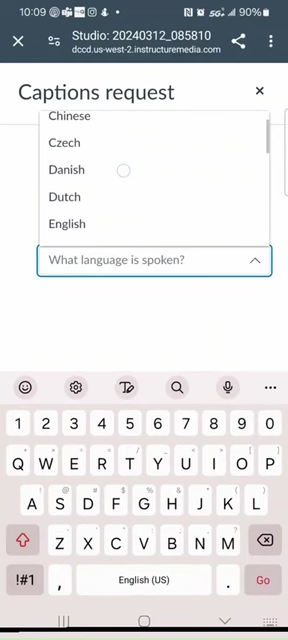 10:09
5G
90%
Studio: 20240312_085810
dccd.us-west-2.instructuremedia.com
Captions request
Chinese
Czech
Danish
Dutch
English
What language is spoken?
1 2 3 4 5 6 7 8 9 0
Q W E R T Y U I O P
A S D F G H J K L
Z X C V B N M
!#1 , English (US) . Go